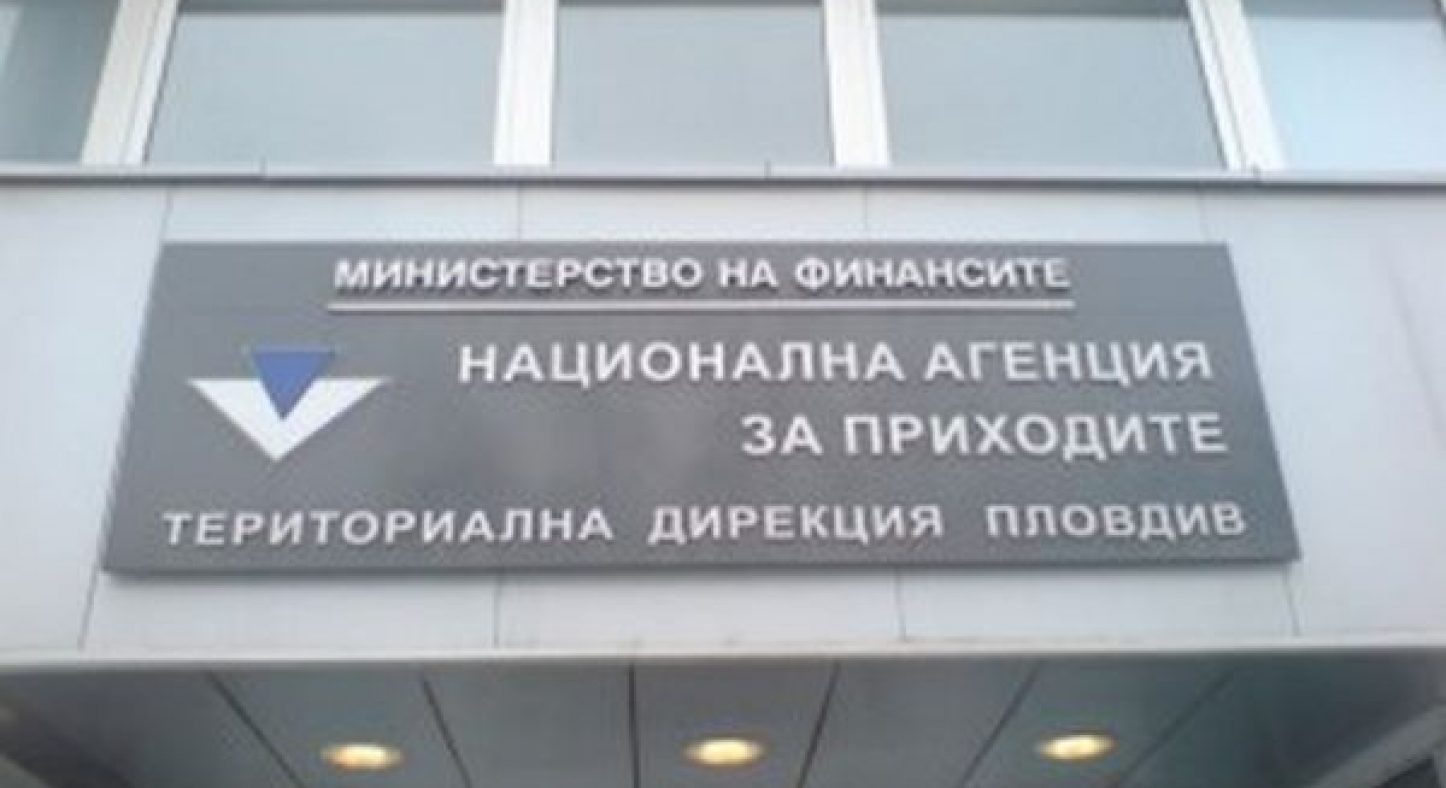 МИНИСТЕРСТВО НА ФИНАНСИТЕ
НАЦИОНАЛНА АГЕНЦИЯ
ЗА ПРИХОДИТЕ
ТЕРИТОРИАЛНА ДИРЕКЦИЯ ПЛОВДИВ